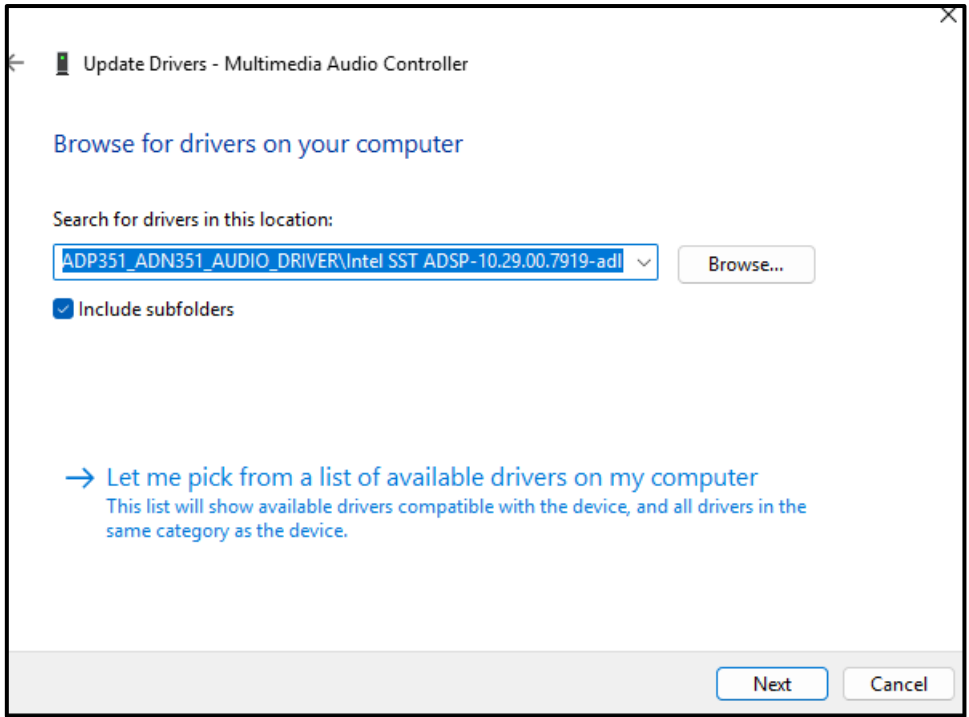 Update Drivers - Multimedia Audio Controller
Browse for drivers on your computer
Search for drivers in this location:
ADP351_ADN351_AUDIO_DRIVER\Intel SST ADSP-10.29.00.7919-adl
Browse...
Include subfolders
Let me pick from a list of available drivers on my computer
This list will show available drivers compatible with the device, and all drivers in the
same category as the device.
Next
Cancel